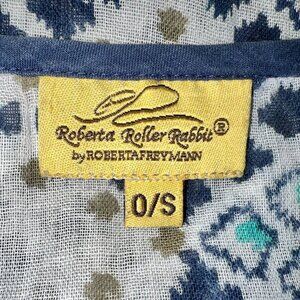 Roberta Roller Rabbit®
by ROBERTAFREYMANN
O/S